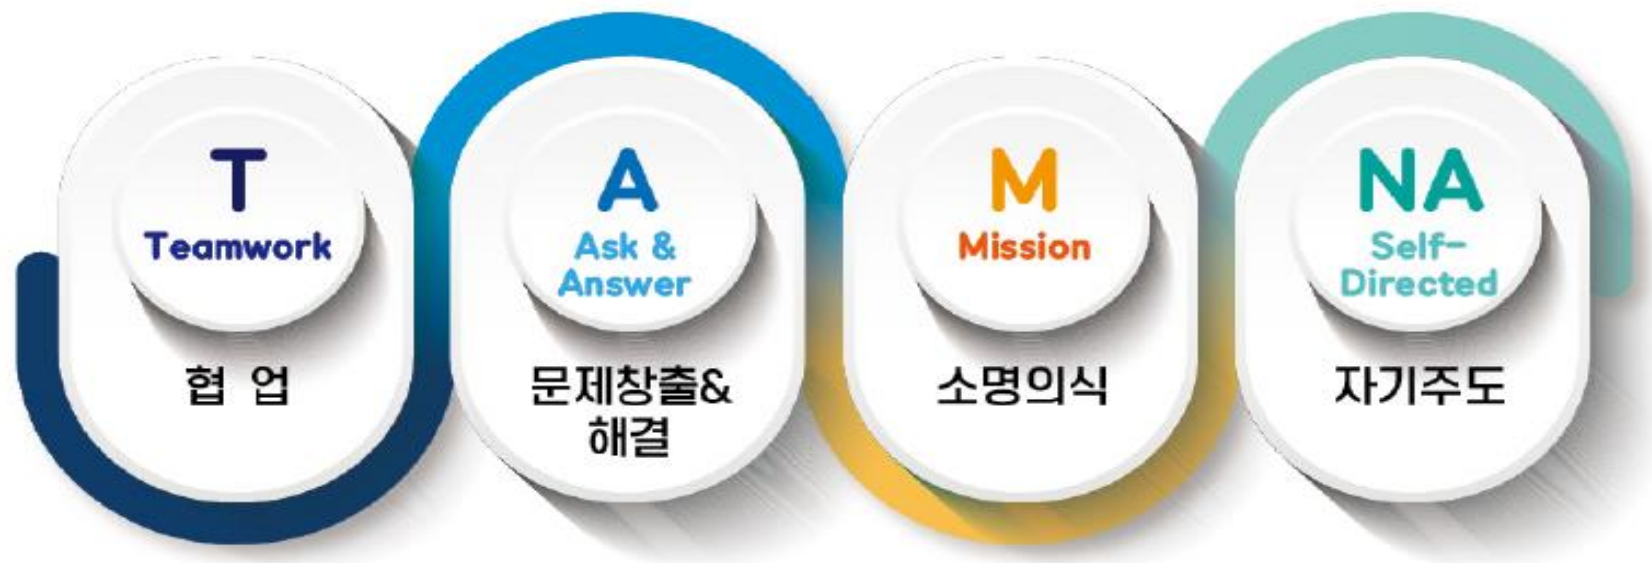 T
Teamwork
협 업
A
Ask &
Answer
문제창출&
해결
M
Mission
소명의식
NA
Self-
Directed
자기주도